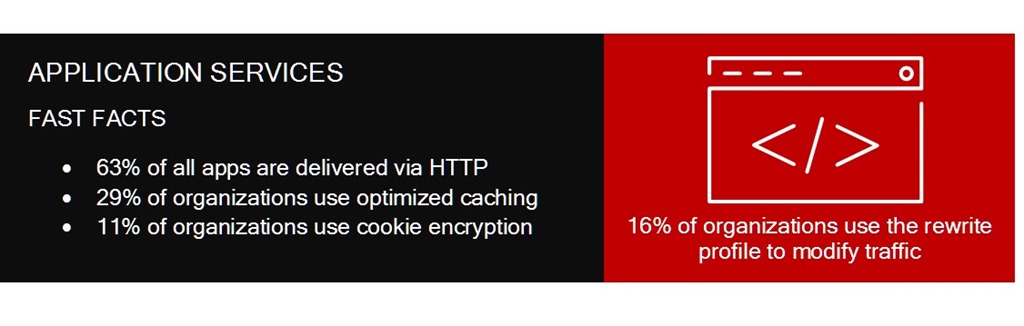 APPLICATION SERVICES
FAST FACTS
• 63% of all apps are delivered via HTTP
• 29% of organizations use optimized caching
• 11% of organizations use cookie encryption
</>
16% of organizations use the rewrite
profile to modify traffic